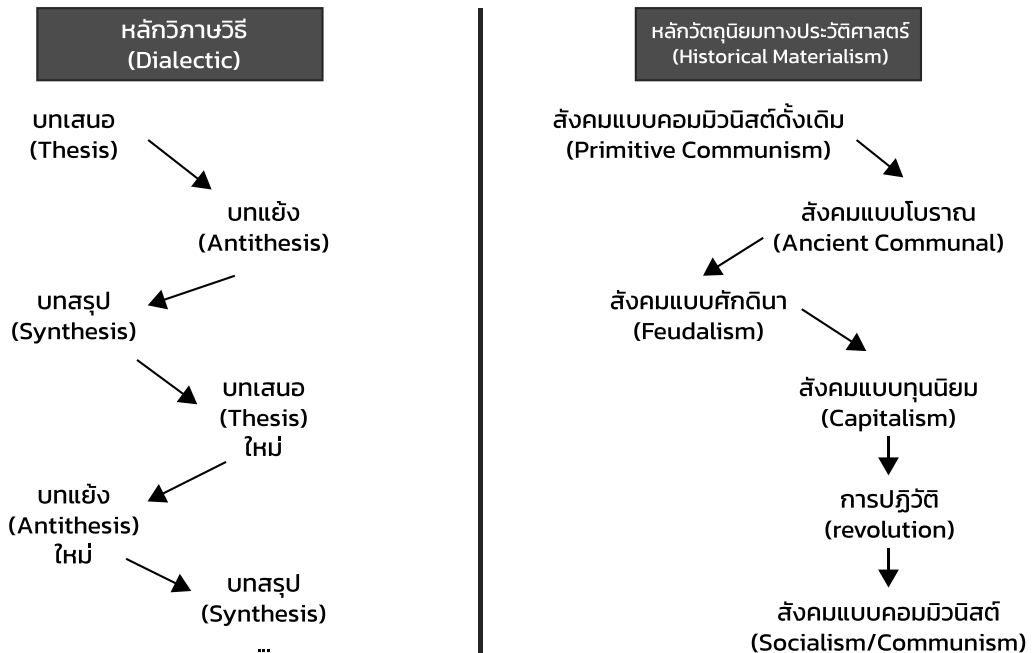 หลักวิภาษวิธี
(Dialectic)
บทเสนอ
(Thesis)
บทแย้ง
(Antithesis)
บทสรุป
(Synthesis)
บทเสนอ
(Thesis)
ใหม่
บทแย้ง
(Antithesis)
ใหม่
บทสรุป
(Synthesis)
หลักวัตถุนิยมทางประวัติศาสตร์
(Historical Materialism)
สังคมแบบคอมมิวนิสต์ดั้งเดิม
(Primitive Communism)
สังคมแบบโบราณ
(Ancient Communal)
สังคมแบบศักดินา
(Feudalism)
สังคมแบบทุนนิยม
(Capitalism)
การปฏิวัติ
(revolution)
สังคมแบบคอมมิวนิสต์
(Socialism/Communism)